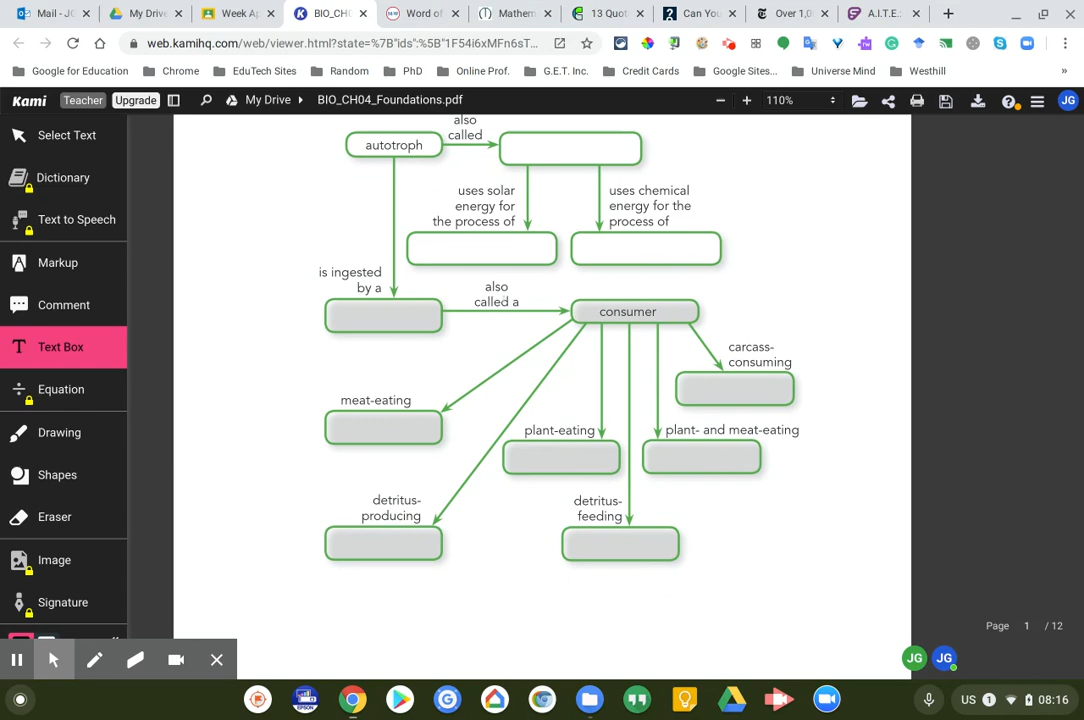 Mail - JG
My Drive
Week Ap
BIO_CH0
Word of
Mathem
13 Quot
Can You
Over 1,0
A.I.T.E.:
web.kamihq.com/web/viewer.html?state=%7B"ids":%5B"1F54i6xMFn6sT...
Google for Education
Chrome
EduTech Sites
Random
PhD
Online Prof.
G.E.T. Inc.
Credit Cards
Google Sites...
Universe Mind
Westhill
»
Kami
Teacher
Upgrade
My Drive
BIO_CH04_Foundations.pdf
110%
JG
Select Text
Dictionary
Text to Speech
Markup
Comment
Text Box
Equation
Drawing
Shapes
Eraser
Image
Signature
also
called
autotroph
uses solar
energy for
the process of
uses chemical
energy for the
process of
is ingested
by a
also
called a
consumer
carcass-
consuming
meat-eating
plant-eating
plant- and meat-eating
detritus-
producing
detritus-
feeding
Page 1 / 12
JG
JG
EPSON
US 1 08:16